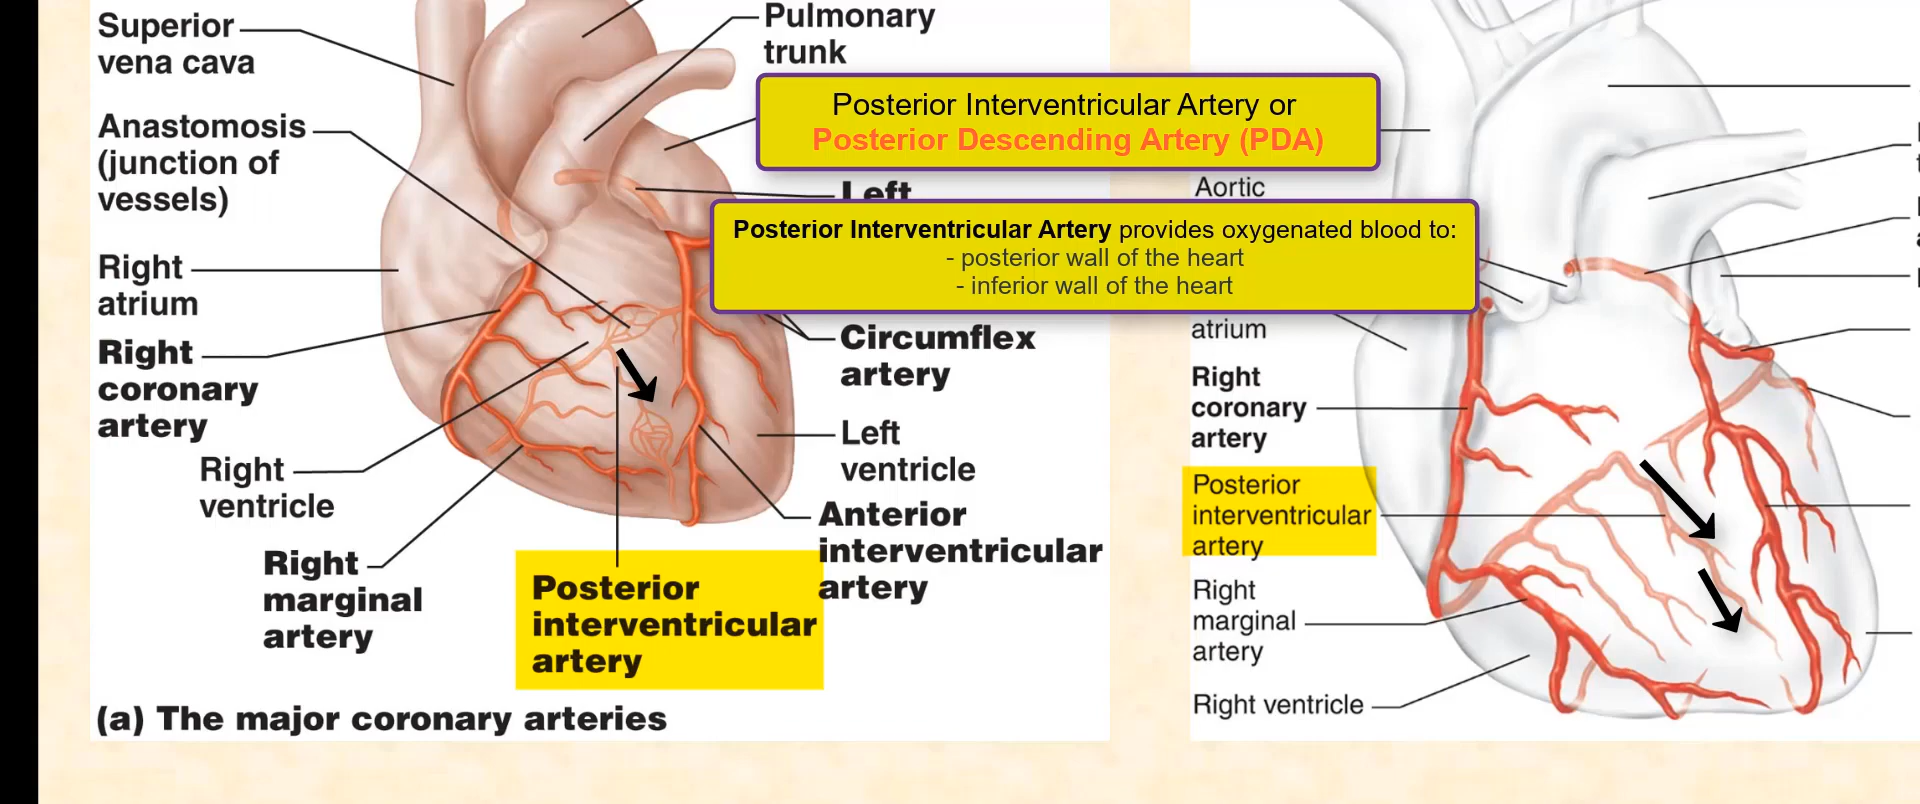 Superior
vena cava
Anastomosis
(junction of
vessels)
Right
atrium
Right
coronary
artery
Right
ventricle
Right
marginal
artery
Pulmonary
trunk
Posterior Interventricular Artery or
Posterior Descending Artery (PDA)
Left
Posterior Interventricular Artery provides oxygenated blood to:
- posterior wall of the heart
- inferior wall of the heart
Circumflex
artery
Left
ventricle
Anterior
interventricular
artery
Posterior
interventricular
artery
(a) The major coronary arteries
Aortic
atrium
Right
coronary
artery
Posterior
interventricular
artery
Right
marginal
artery
Right ventricle